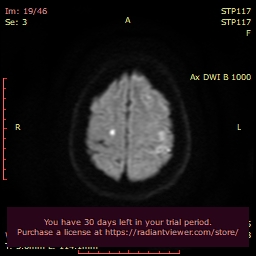 Im: 19/46
Se: 3
A
STP117
STP117
F
Ax DWI B 1000
R
L
You have 30 days left in your trial period.
Purchase a license at https://radiantviewer.com/store/